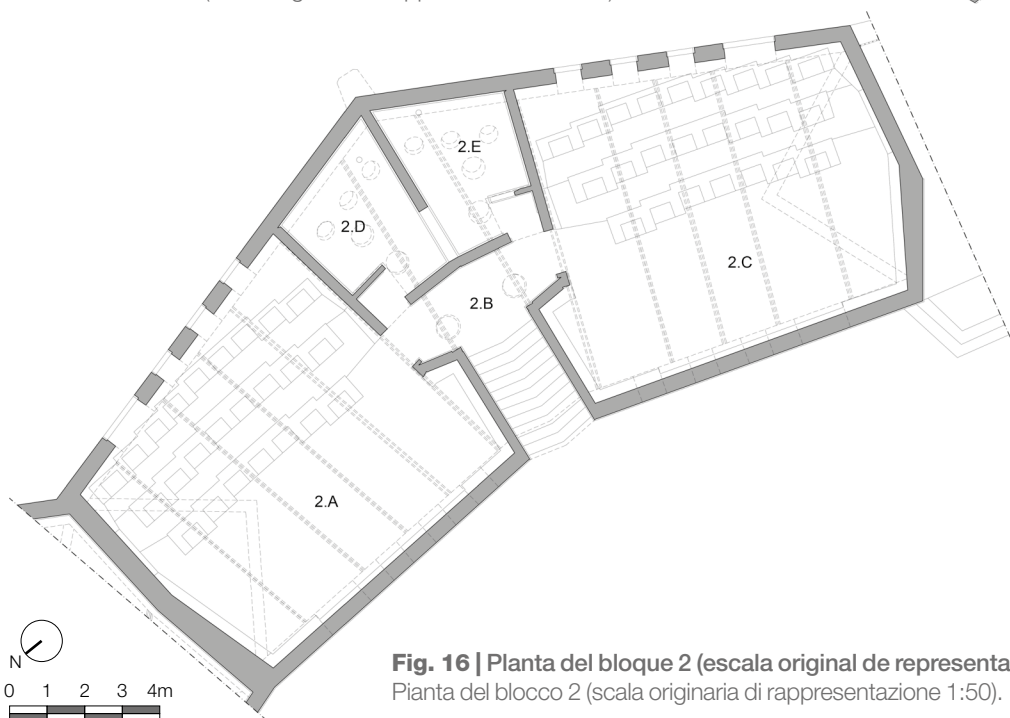 2.E
2.D
2.C
2.B
2.A
N
0 1 2 3 4m
Fig. 16 | Planta del bloque 2 (escala original de representa
Pianta del blocco 2 (scala originaria di rappresentazione 1:50).